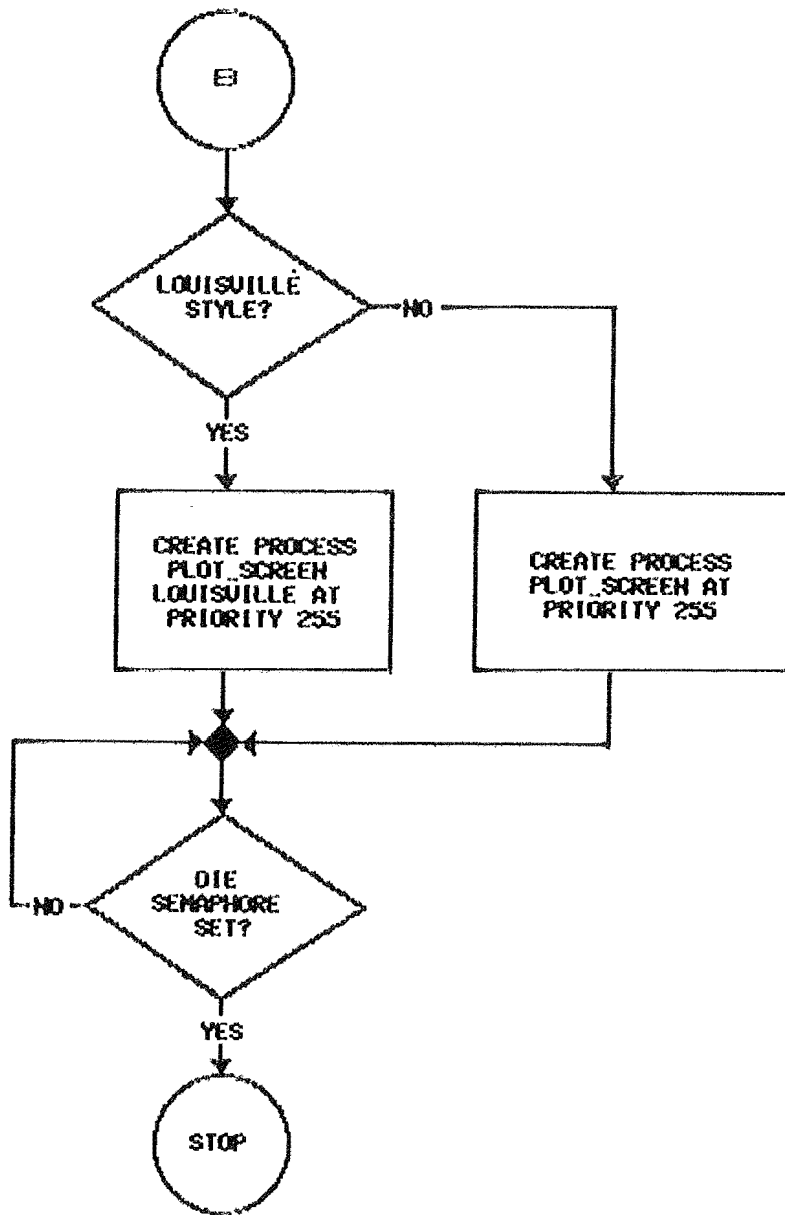 LOUISVILLE
STYLE?
NO
YES
CREATE PROCESS
PLOT_SCREEN
LOUISVILLE AT
PRIORITY 255
CREATE PROCESS
PLOT_SCREEN AT
PRIORITY 255
DIE
SEMAPHORE
SET?
NO
YES
STOP